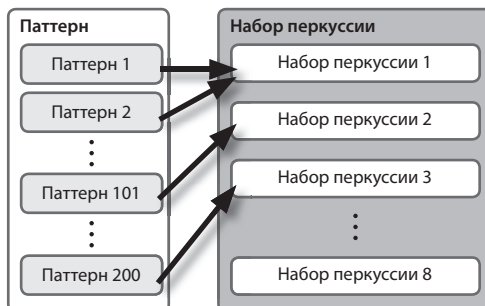 Паттерн
Паттерн 1
Паттерн 2
Паттерн 101
Паттерн 200
Набор перкуссии
Набор перкуссии 1
Набор перкуссии 2
Набор перкуссии 3
Набор перкуссии 8